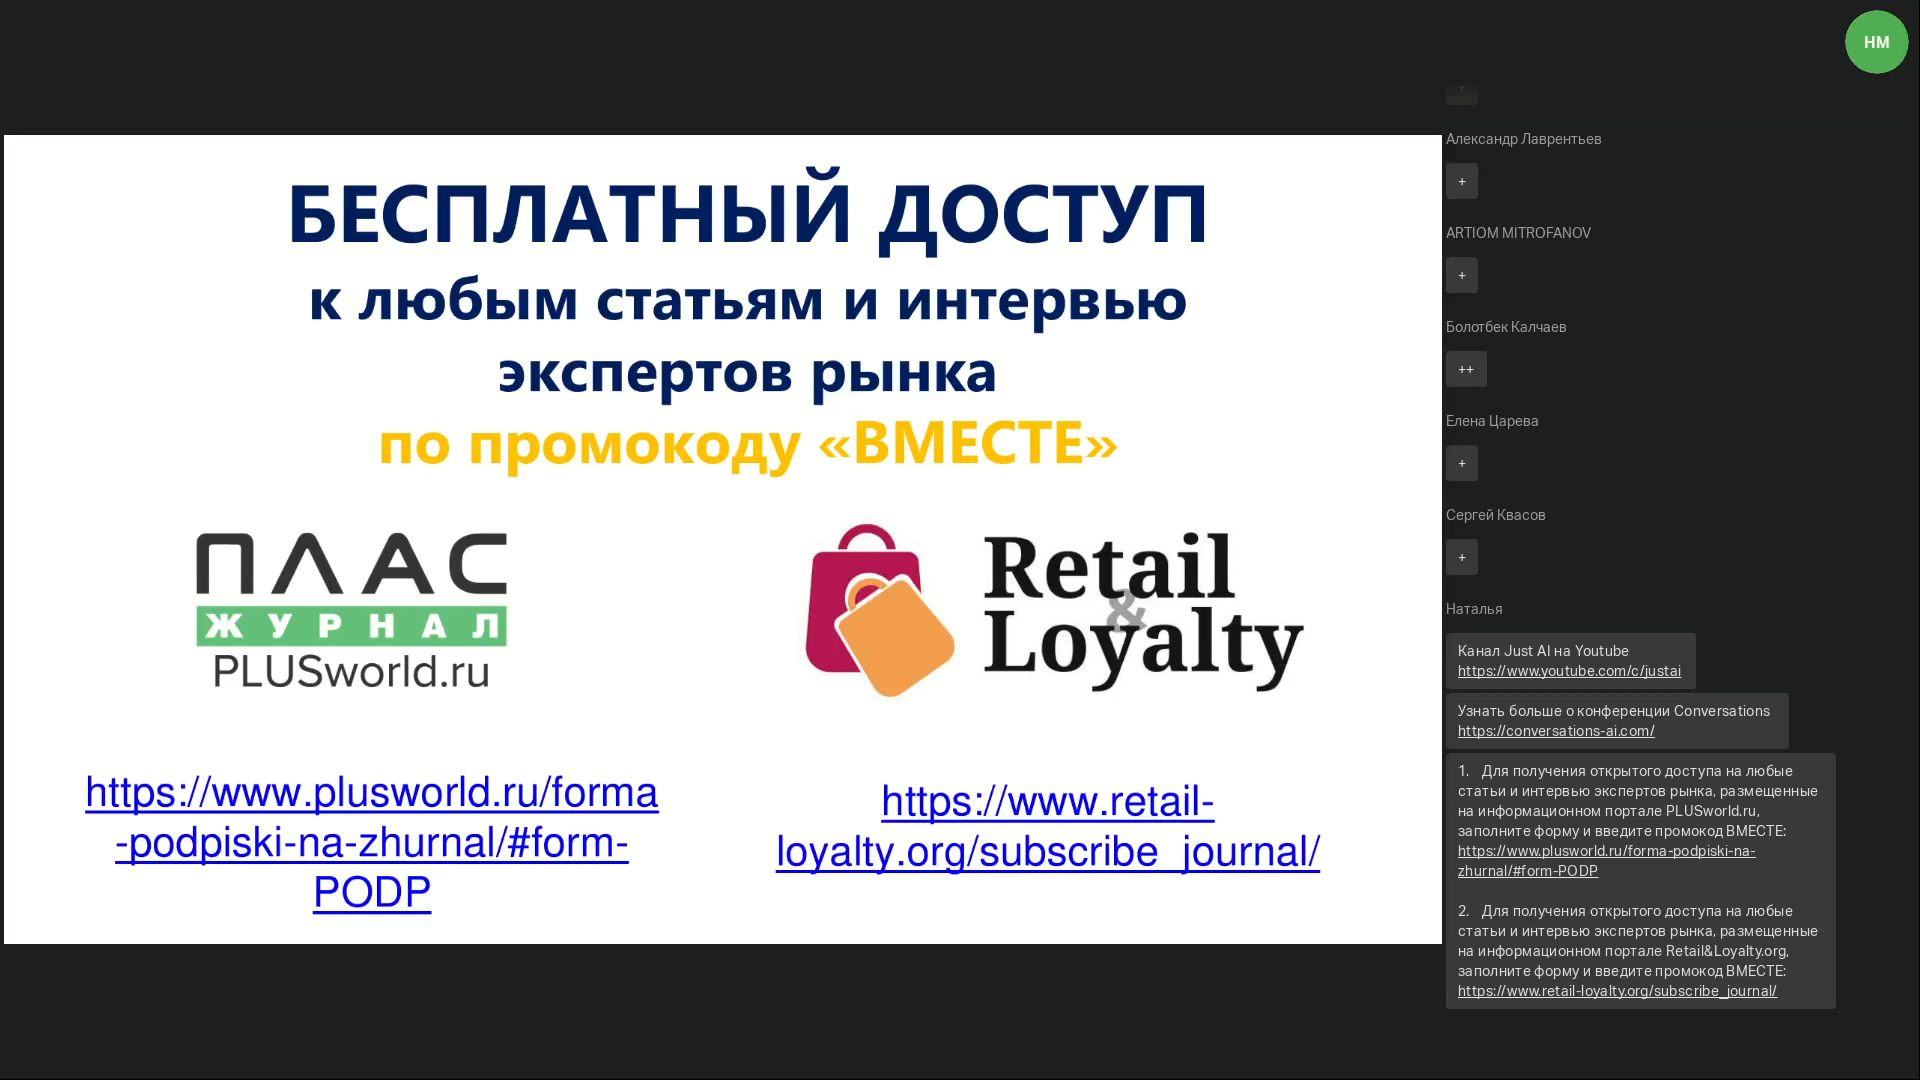 НМ
БЕСПЛАТНЫЙ ДОСТУП
к любым статьям и интервью
экспертов рынка
по промокоду «ВМЕСТЕ»
ПЛАС
ЖУРНАЛ
PLUSworld.ru
Retail
&
Loyalty
https://www.plusworld.ru/forma
-podpiski-na-zhurnal/#form-
PODP
https://www.retail-
loyalty.org/subscribe_journal/
+
Александр Лаврентьев
+
ARTIOM MITROFANOV
+
Болотбек Калчаев
++
Елена Царева
+
Сергей Квасов
+
Наталья
Канал Just AI на Youtube
https://www.youtube.com/c/justai
Узнать больше о конференции Conversations
https://conversations-ai.com/
1. Для получения открытого доступа на любые
статьи и интервью экспертов рынка, размещенные
на информационном портале PLUSworld.ru,
заполните форму и введите промокод ВМЕСТЕ:
https://www.plusworld.ru/forma-podpiski-na-
zhurnal/#form-PODP
2. Для получения открытого доступа на любые
статьи и интервью экспертов рынка, размещенные
на информационном портале Retail&Loyalty.org,
заполните форму и введите промокод ВМЕСТЕ:
https://www.retail-loyalty.org/subscribe_journal/